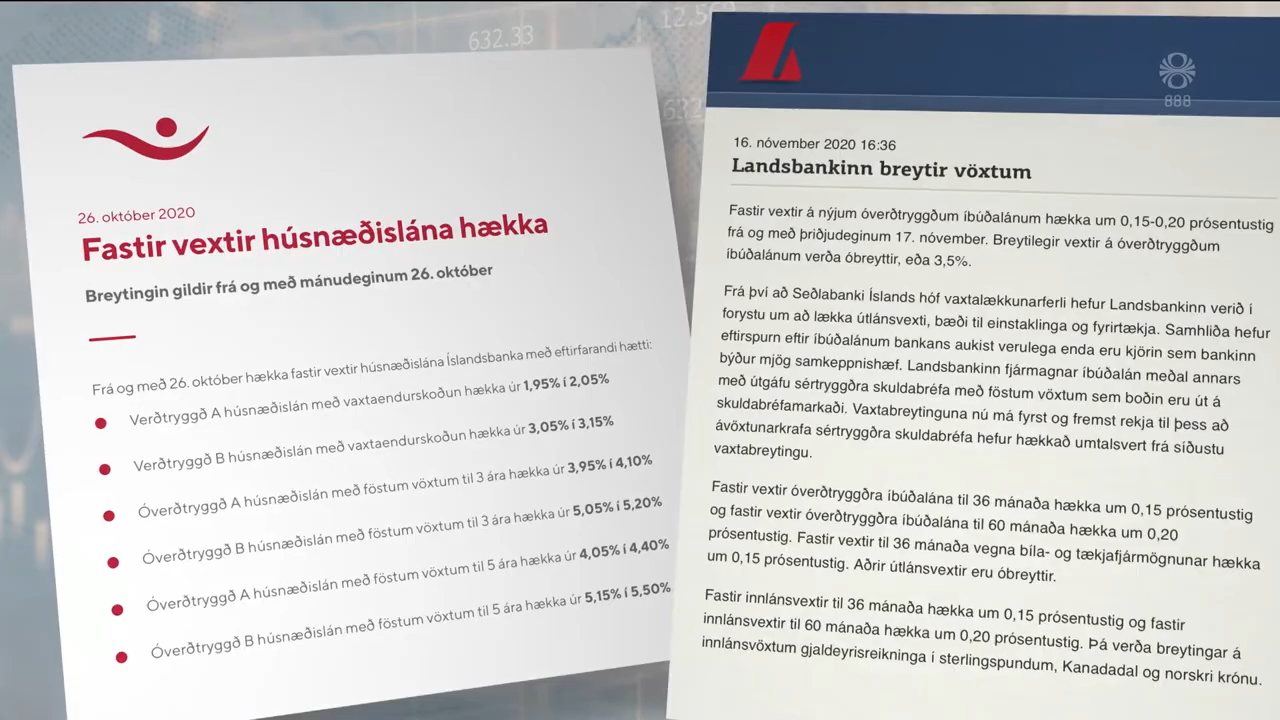 632.33
12.569
632
888
26. október 2020
Fastir vextir húsnæðislána hækka
Breytingin gildir frá og með mánudeginum 26. október
Frá og með 26. október hækka fastir vextir húsnæðislána Íslandsbanka með eftirfarandi hætti:
Verðtryggð A húsnæðislán með vaxtaendurskoðun hækka úr 1,95% í 2,05%
Verðtryggð B húsnæðislán með vaxtaendurskoðun hækka úr 3,05% í 3,15%
Óverðtryggð A húsnæðislán með föstum vöxtum til 3 ára hækka úr 3,95% í 4,10%
Óverðtryggð B húsnæðislán með föstum vöxtum til 3 ára hækka úr 5,05% í 5,20%
Óverðtryggð A húsnæðislán með föstum vöxtum til 5 ára hækka úr 4,05% í 4,40%
Óverðtryggð B húsnæðislán með föstum vöxtum til 5 ára hækka úr 5,15% í 5,50%
16. nóvember 2020 16:36
Landsbankinn breytir vöxtum
Fastir vextir á nýjum óverðtryggðum íbúðalánum hækka um 0,15-0,20 prósentustig
frá og með þriðjudeginum 17. nóvember. Breytilegir vextir á óverðtryggðum
íbúðalánum verða óbreyttir, eða 3,5%.
Frá því að Seðlabanki Íslands hóf vaxtalækkunarferli hefur Landsbankinn verið í
forystu um að lækka útlánsvexti, bæði til einstaklinga og fyrirtækja. Samhliða hefur
eftirspurn eftir íbúðalánum bankans aukist verulega enda eru kjörin sem bankinn
býður mjög samkeppnishæf. Landsbankinn fjármagnar íbúðalán meðal annars
með útgáfu sértryggðra skuldabréfa með föstum vöxtum sem boðin eru út á
skuldabréfamarkaði. Vaxtabreytinguna nú má fyrst og fremst rekja til þess að
ávöxtunarkrafa sértryggðra skuldabréfa hefur hækkað umtalsvert frá síðustu
vaxtabreytingu.
Fastir vextir óverðtryggðra íbúðalána til 36 mánaða hækka um 0,15 prósentustig
og fastir vextir óverðtryggðra íbúðalána til 60 mánaða hækka um 0,20
prósentustig. Fastir vextir til 36 mánaða vegna bíla- og tækjafjármögnunar hækka
um 0,15 prósentustig. Aðrir útlánsvextir eru óbreyttir.
Fastir innlánsvextir til 36 mánaða hækka um 0,15 prósentustig og fastir
innlánsvextir til 60 mánaða hækka um 0,20 prósentustig. Þá verða breytingar á
innlánsvöxtum gjaldeyrisreikninga í sterlingspundum, Kanadadal og norskri krónu.